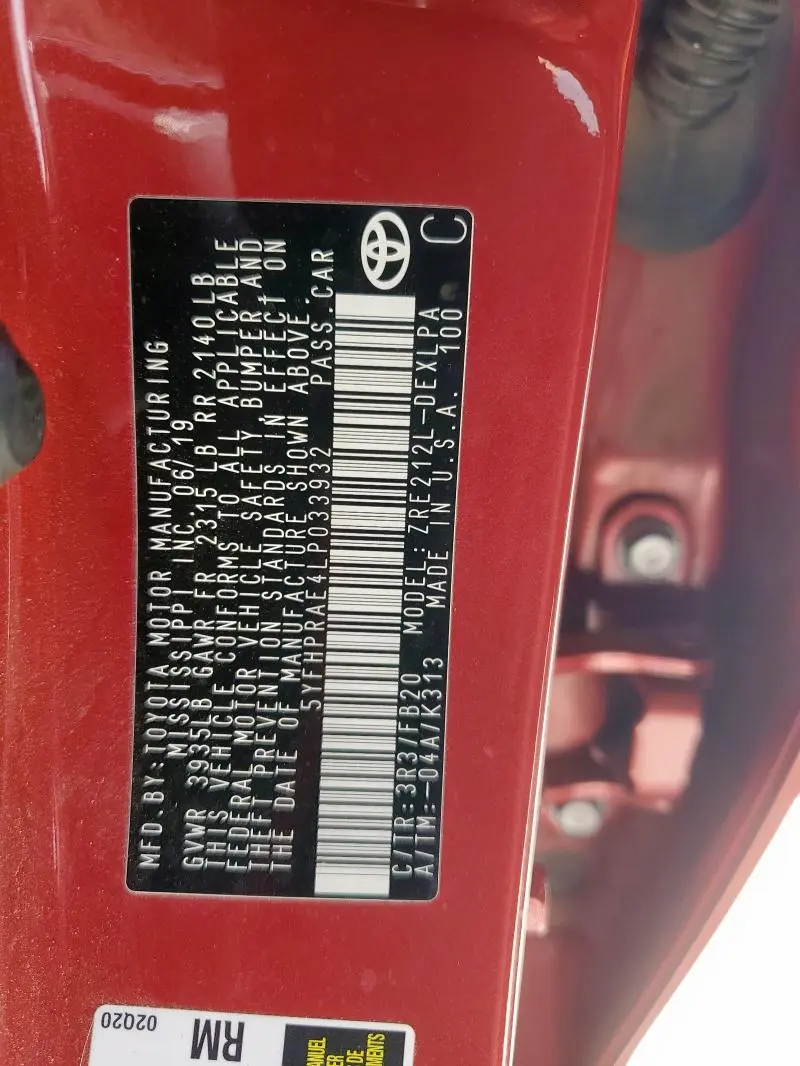 MFD. BY: TOYOTA MOTOR MANUFACTURING
MISSISSIPPI INC. 06/19
GVWR 3935LB GAWR FR 2315 LB RR 2140LB
THIS VEHICLE CONFORMS TO ALL APPLICABLE
FEDERAL MOTOR VEHICLE SAFETY, BUMPER, AND
THEFT PREVENTION STANDARDS IN EFFECT ON
THE DATE OF MANUFACTURE SHOWN ABOVE.
5YFHPRAE4LP033932 PASS. CAR
C/TR: 3R3/FB20 MODEL: ZRE212L-DEXLPA
A/TM: -04A/K313 MADE IN U.S.A. 100
C
02Q20
RM